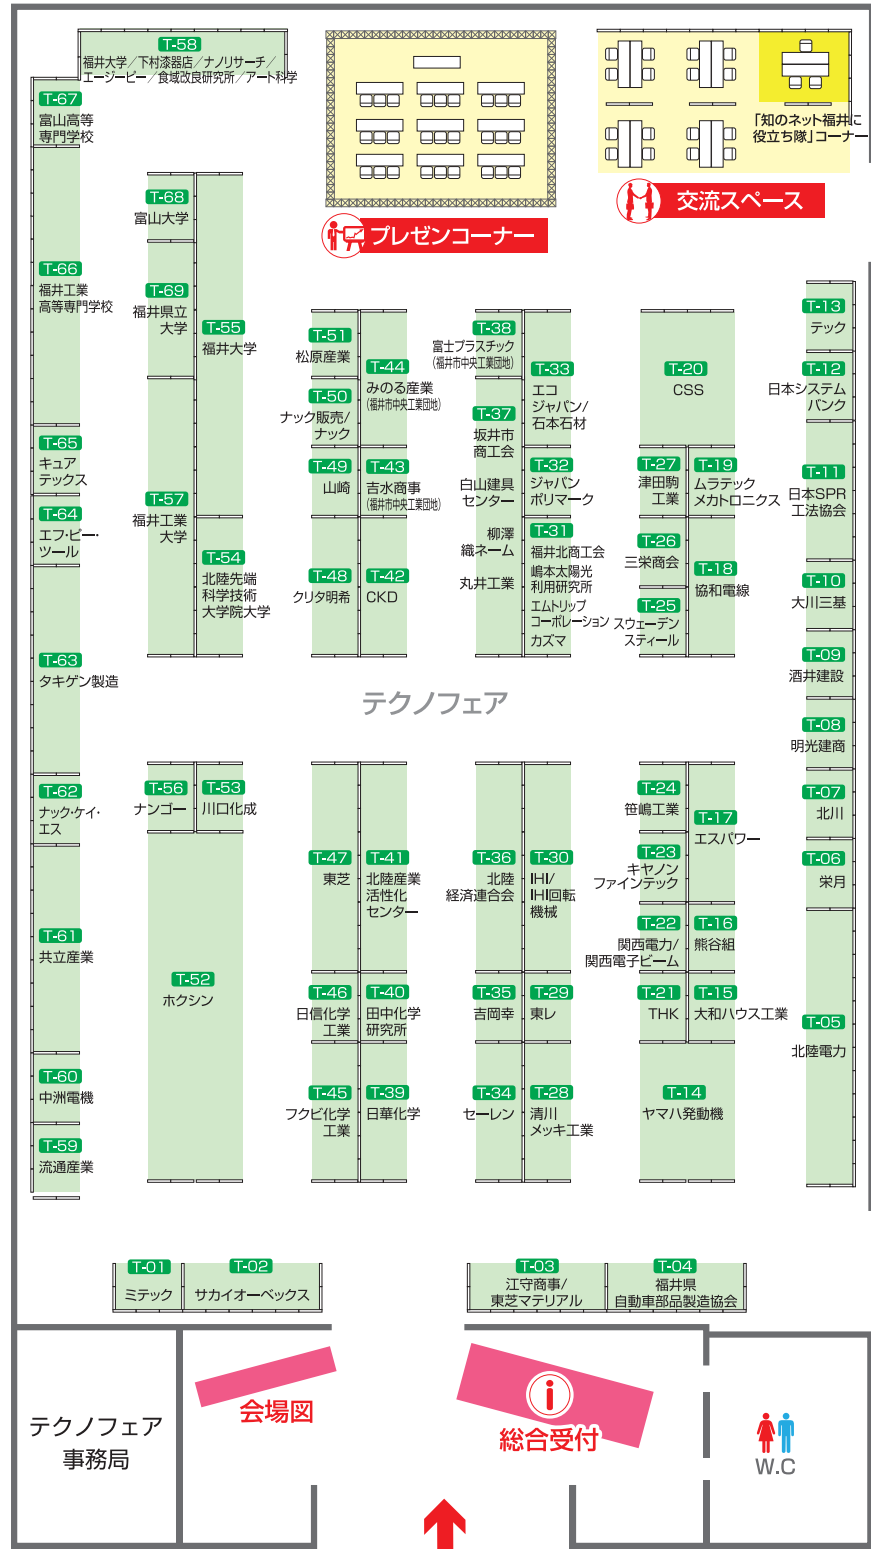 T-58
福井大学／下村漆器店／ナノリサーチ／
エージーピー／食域改良研究所／アート科学
T-67
富山高等
専門学校
「知のネット福井に
役立ち隊」コーナー
プレゼンコーナー
交流スペース
T-66
福井工業
高等専門学校
T-68
富山大学
T-69
福井県立
大学
T-55
福井大学
T-57
福井工業
大学
T-54
北陸先端
科学技術
大学院大学
T-65
キュア
テックス
T-64
エフ・ピー・
ツール
T-63
タキゲン製造
T-62
ナック・ケイ・
エス
T-61
共立産業
T-60
中洲電機
T-59
流通産業
T-51
松原産業
T-44
みのる産業
(福井市中央工業団地)
T-50
ナック販売/
ナック
T-49
山崎
T-43
吉水商事
(福井市中央工業団地)
T-48
クリタ明希
T-42
CKD
T-38
富士プラスチック
(福井市中央工業団地)
T-33
エコ
ジャパン/
石本石材
T-37
坂井市
商工会
白山建具
センター
柳澤
織ネーム
丸井工業
T-32
ジャパン
ポリマーク
T-31
福井北商工会
嶋本太陽光
利用研究所
エムトリップ
コーポレーション
カズマ
T-20
CSS
T-27
津田駒
工業
T-19
ムラテック
メカトロニクス
T-26
三栄商会
T-18
協和電線
T-25
スウェーデン
スティール
T-13
テック
T-12
日本システム
バンク
T-11
日本SPR
工法協会
T-10
大川三基
T-09
酒井建設
T-08
明光建商
T-07
北川
T-06
栄月
T-05
北陸電力
テクノフェア
T-56
ナンゴー
T-53
川口化成
T-52
ホクシン
T-47
東芝
T-41
北陸産業
活性化
センター
T-46
日信化学
工業
T-40
田中化学
研究所
T-45
フクビ化学
工業
T-39
日華化学
T-36
北陸
経済連合会
T-30
IHI/
IHI回転
機械
T-35
吉岡幸
T-29
東レ
T-34
セーレン
T-28
清川
メッキ工業
T-24
笹嶋工業
T-17
エスパワー
T-23
キヤノン
ファインテック
T-22
関西電力/
関西電子ビーム
T-16
熊谷組
T-21
THK
T-15
大和ハウス工業
T-14
ヤマハ発動機
T-01
ミテック
T-02
サカイオーベックス
T-03
江守商事/
東芝マテリアル
T-04
福井県
自動車部品製造協会
テクノフェア
事務局
会場図
i
総合受付
W.C